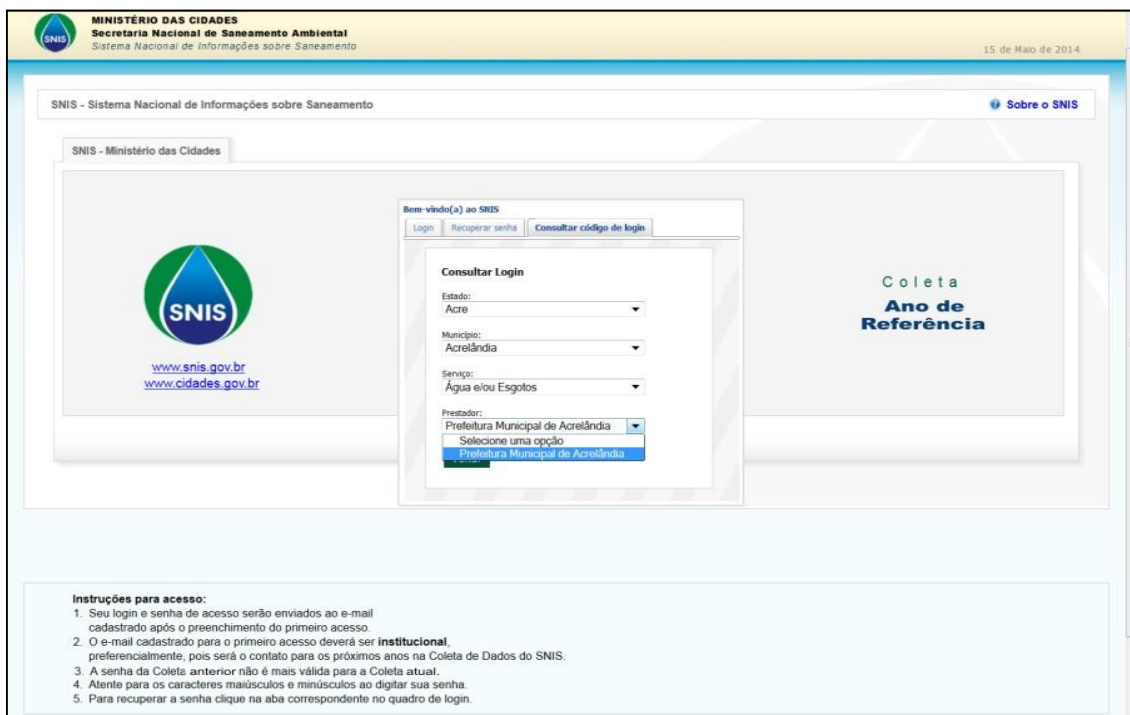 SNIS
MINISTÉRIO DAS CIDADES
Secretaria Nacional de Saneamento Ambiental
Sistema Nacional de Informações sobre Saneamento
15 de Maio de 2014
SNIS - Sistema Nacional de Informações sobre Saneamento
Sobre o SNIS
SNIS - Ministério das Cidades
SNIS
www.snis.gov.br
www.cidades.gov.br
Bem-vindo(a) ao SNIS
Login Recuperar senha Consultar código de login
Consultar Login
Estado:
Acre
Município:
Acrelândia
Serviço:
Água e/ou Esgotos
Prestador:
Prefeitura Municipal de Acrelândia
Selecione uma opção
Prefeitura Municipal de Acrelândia
Coleta
Ano de
Referência
Instruções para acesso:
1. Seu login e senha de acesso serão enviados ao e-mail
cadastrado após o preenchimento do primeiro acesso.
2. O e-mail cadastrado para o primeiro acesso deverá ser institucional,
preferencialmente, pois será o contato para os próximos anos na Coleta de Dados do SNIS.
3. A senha da Coleta anterior não é mais válida para a Coleta atual.
4. Atente para os caracteres maiúsculos e minúsculos ao digitar sua senha.
5. Para recuperar a senha clique na aba correspondente no quadro de login.